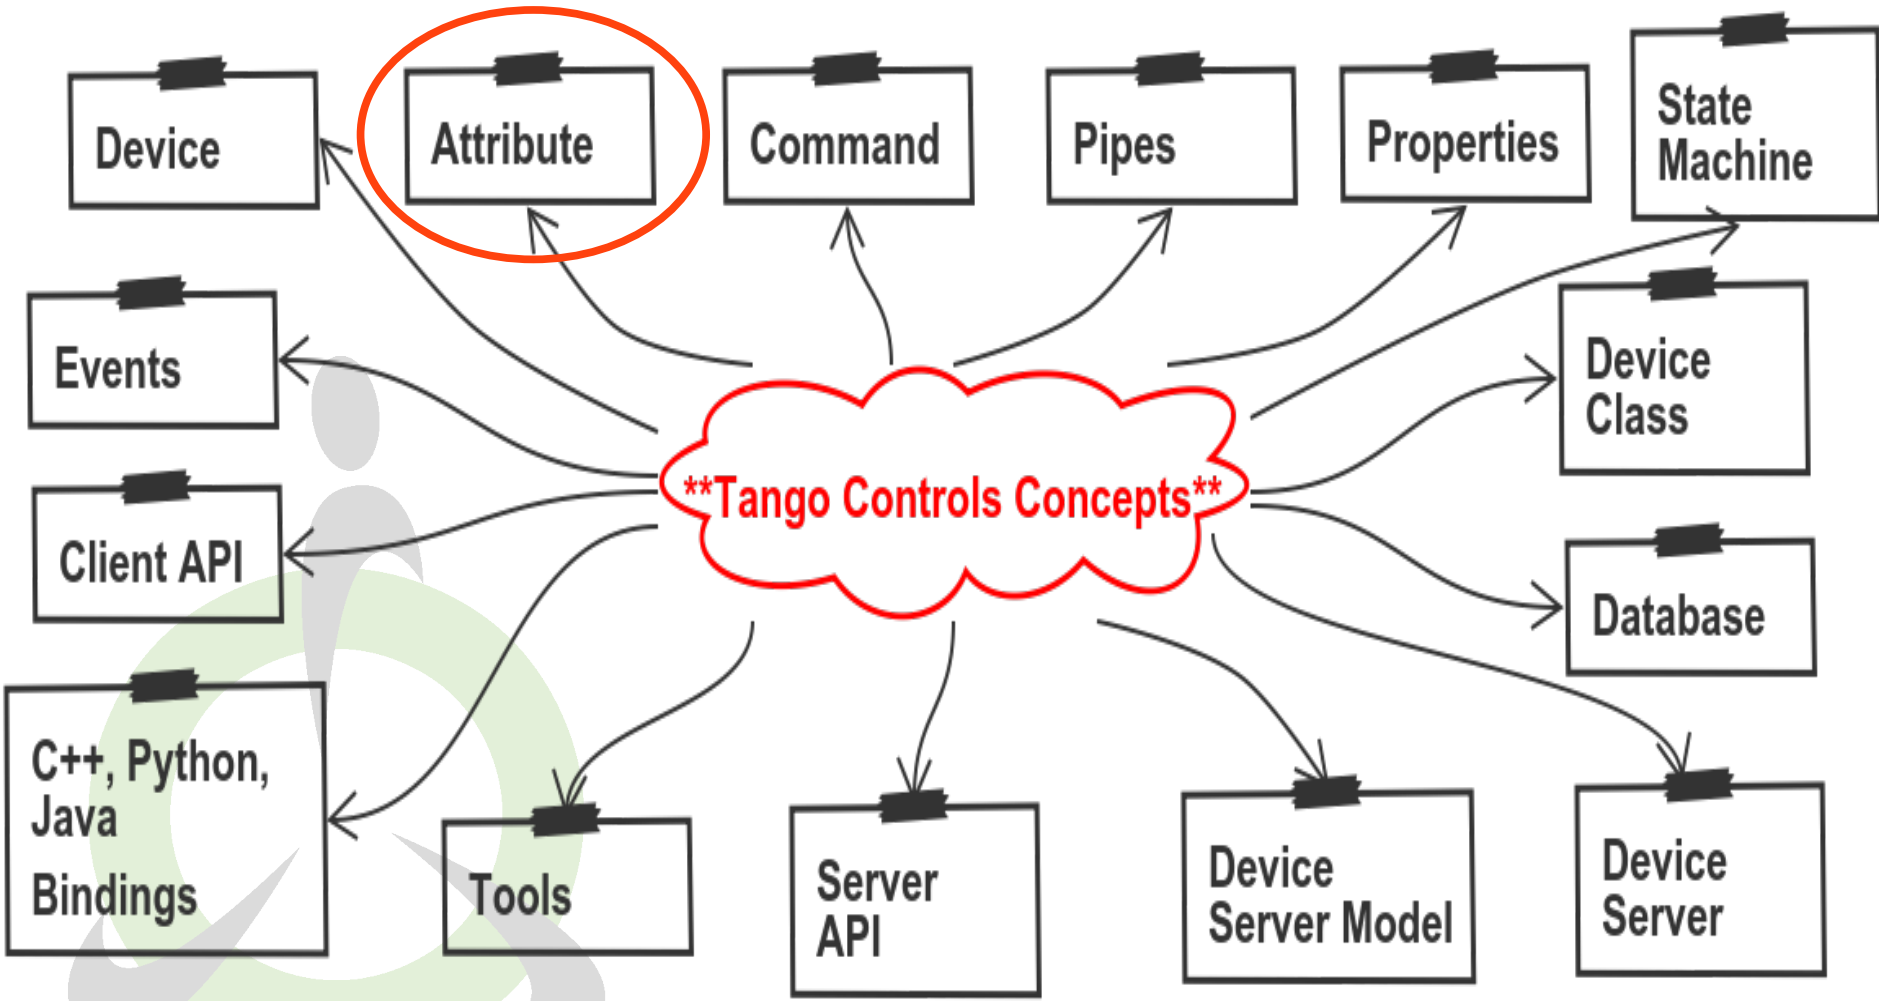 Device
Attribute
Command
Pipes
Properties
State
Machine
Events
Device
Class
**Tango Controls Concepts**
Client API
Database
C++, Python,
Java
Bindings
Tools
Server
API
Device
Server Model
Device
Server